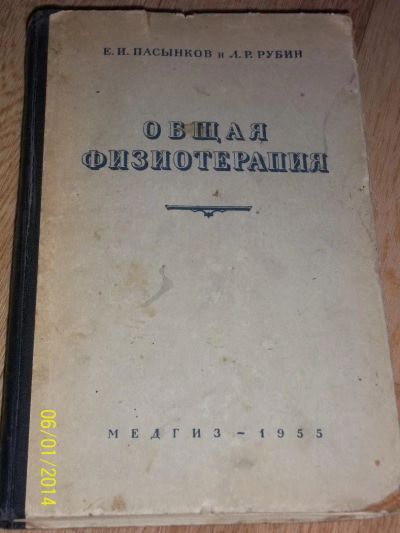 Е. И. ПАСЫНКОВ и Л. Р. РУБИН
ОБЩАЯ
ФИЗИОТЕРАПИЯ
МЕДГИЗ – 1955
06/01/2014